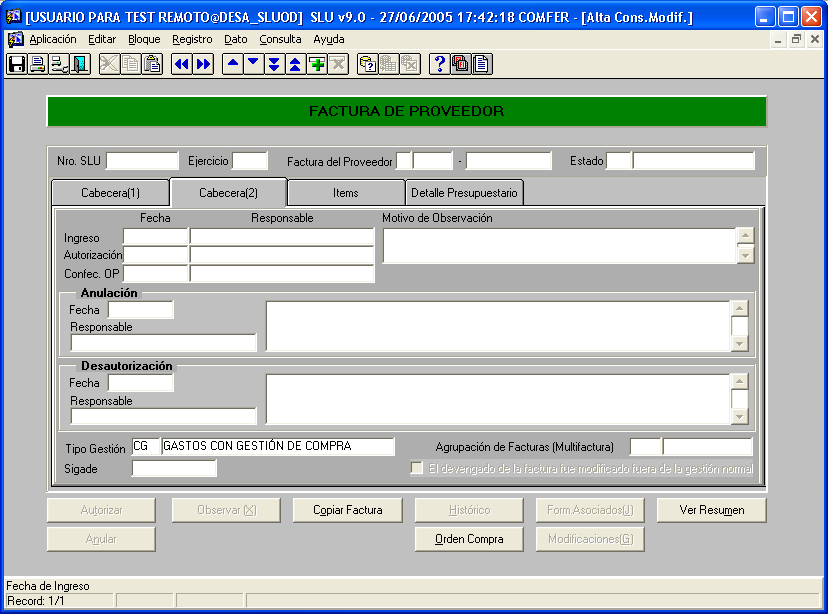 [USUARIO PARA TEST REMOTO@DESA_SLUOD]  SLU v9.0 - 27/06/2005 17:42:18 COMFER - [Alta Cons.Modif.]
Aplicación Editar Bloque Registro Dato Consulta Ayuda
FACTURA DE PROVEEDOR
Nro. SLU Ejercicio Factura del Proveedor - Estado
Cabecera(1) Cabecera(2) Items Detalle Presupuestario
Fecha Responsable Motivo de Observación
Ingreso
Autorización
Confec. OP
Anulación
Fecha
Responsable
Desautorización
Fecha
Responsable
Tipo Gestión CG GASTOS CON GESTIÓN DE COMPRA Agrupación de Facturas (Multifactura)
Sigade El devengado de la factura fue modificado fuera de la gestión normal
Autorizar Observar (X) Copiar Factura Histórico Form.Asociados(J) Ver Resumen
Anular Orden Compra Modificaciones(G)
Fecha de Ingreso
Record: 1/1